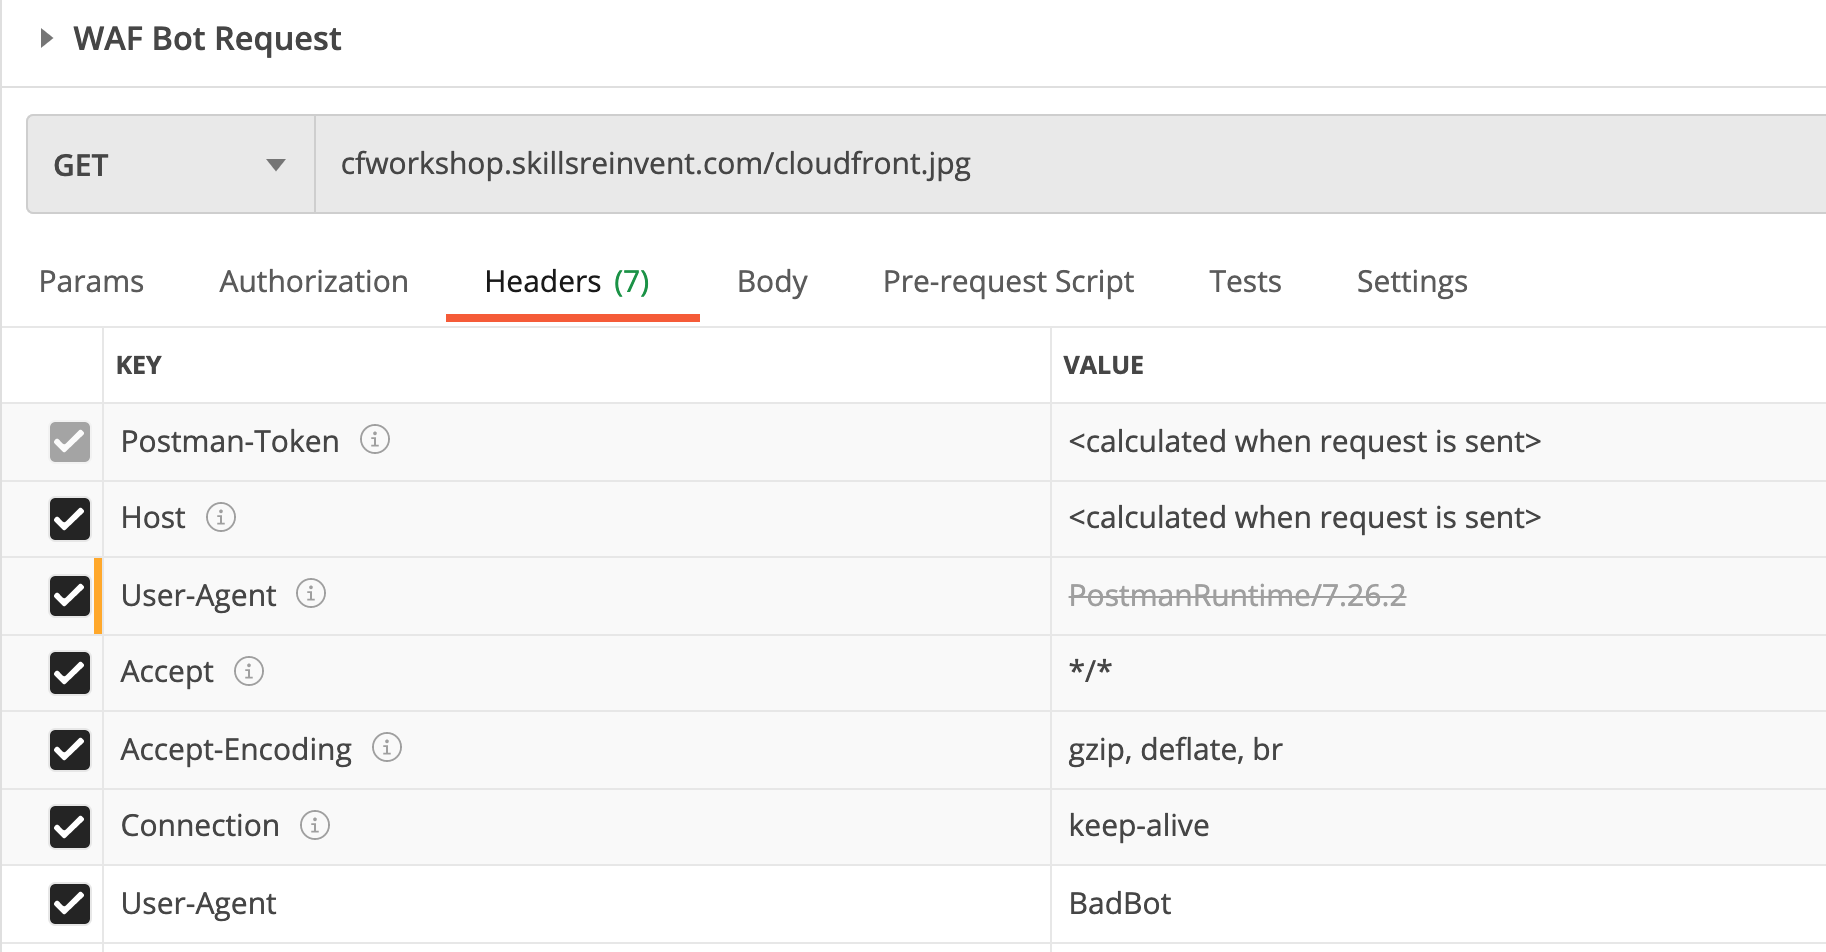 WAF Bot Request
GET cfworkshop.skillsreinvent.com/cloudfront.jpg
Params Authorization Headers (7) Body Pre-request Script Tests Settings
KEY VALUE
Postman-Token <calculated when request is sent>
Host <calculated when request is sent>
User-Agent PostmanRuntime/7.26.2
Accept */*
Accept-Encoding gzip, deflate, br
Connection keep-alive
User-Agent BadBot